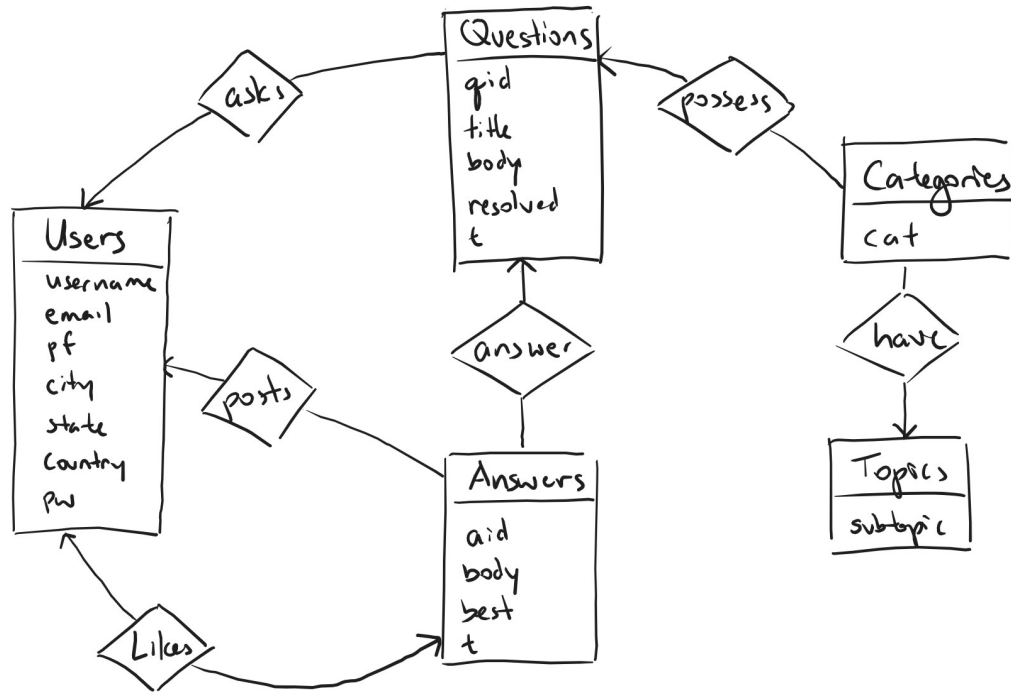 Questions
qid
title
body
resolved
t
asks
possess
Categories
cat
Users
username
email
pf
city
state
country
pw
answer
have
posts
Answers
aid
body
best
t
Topics
subtopic
Likes